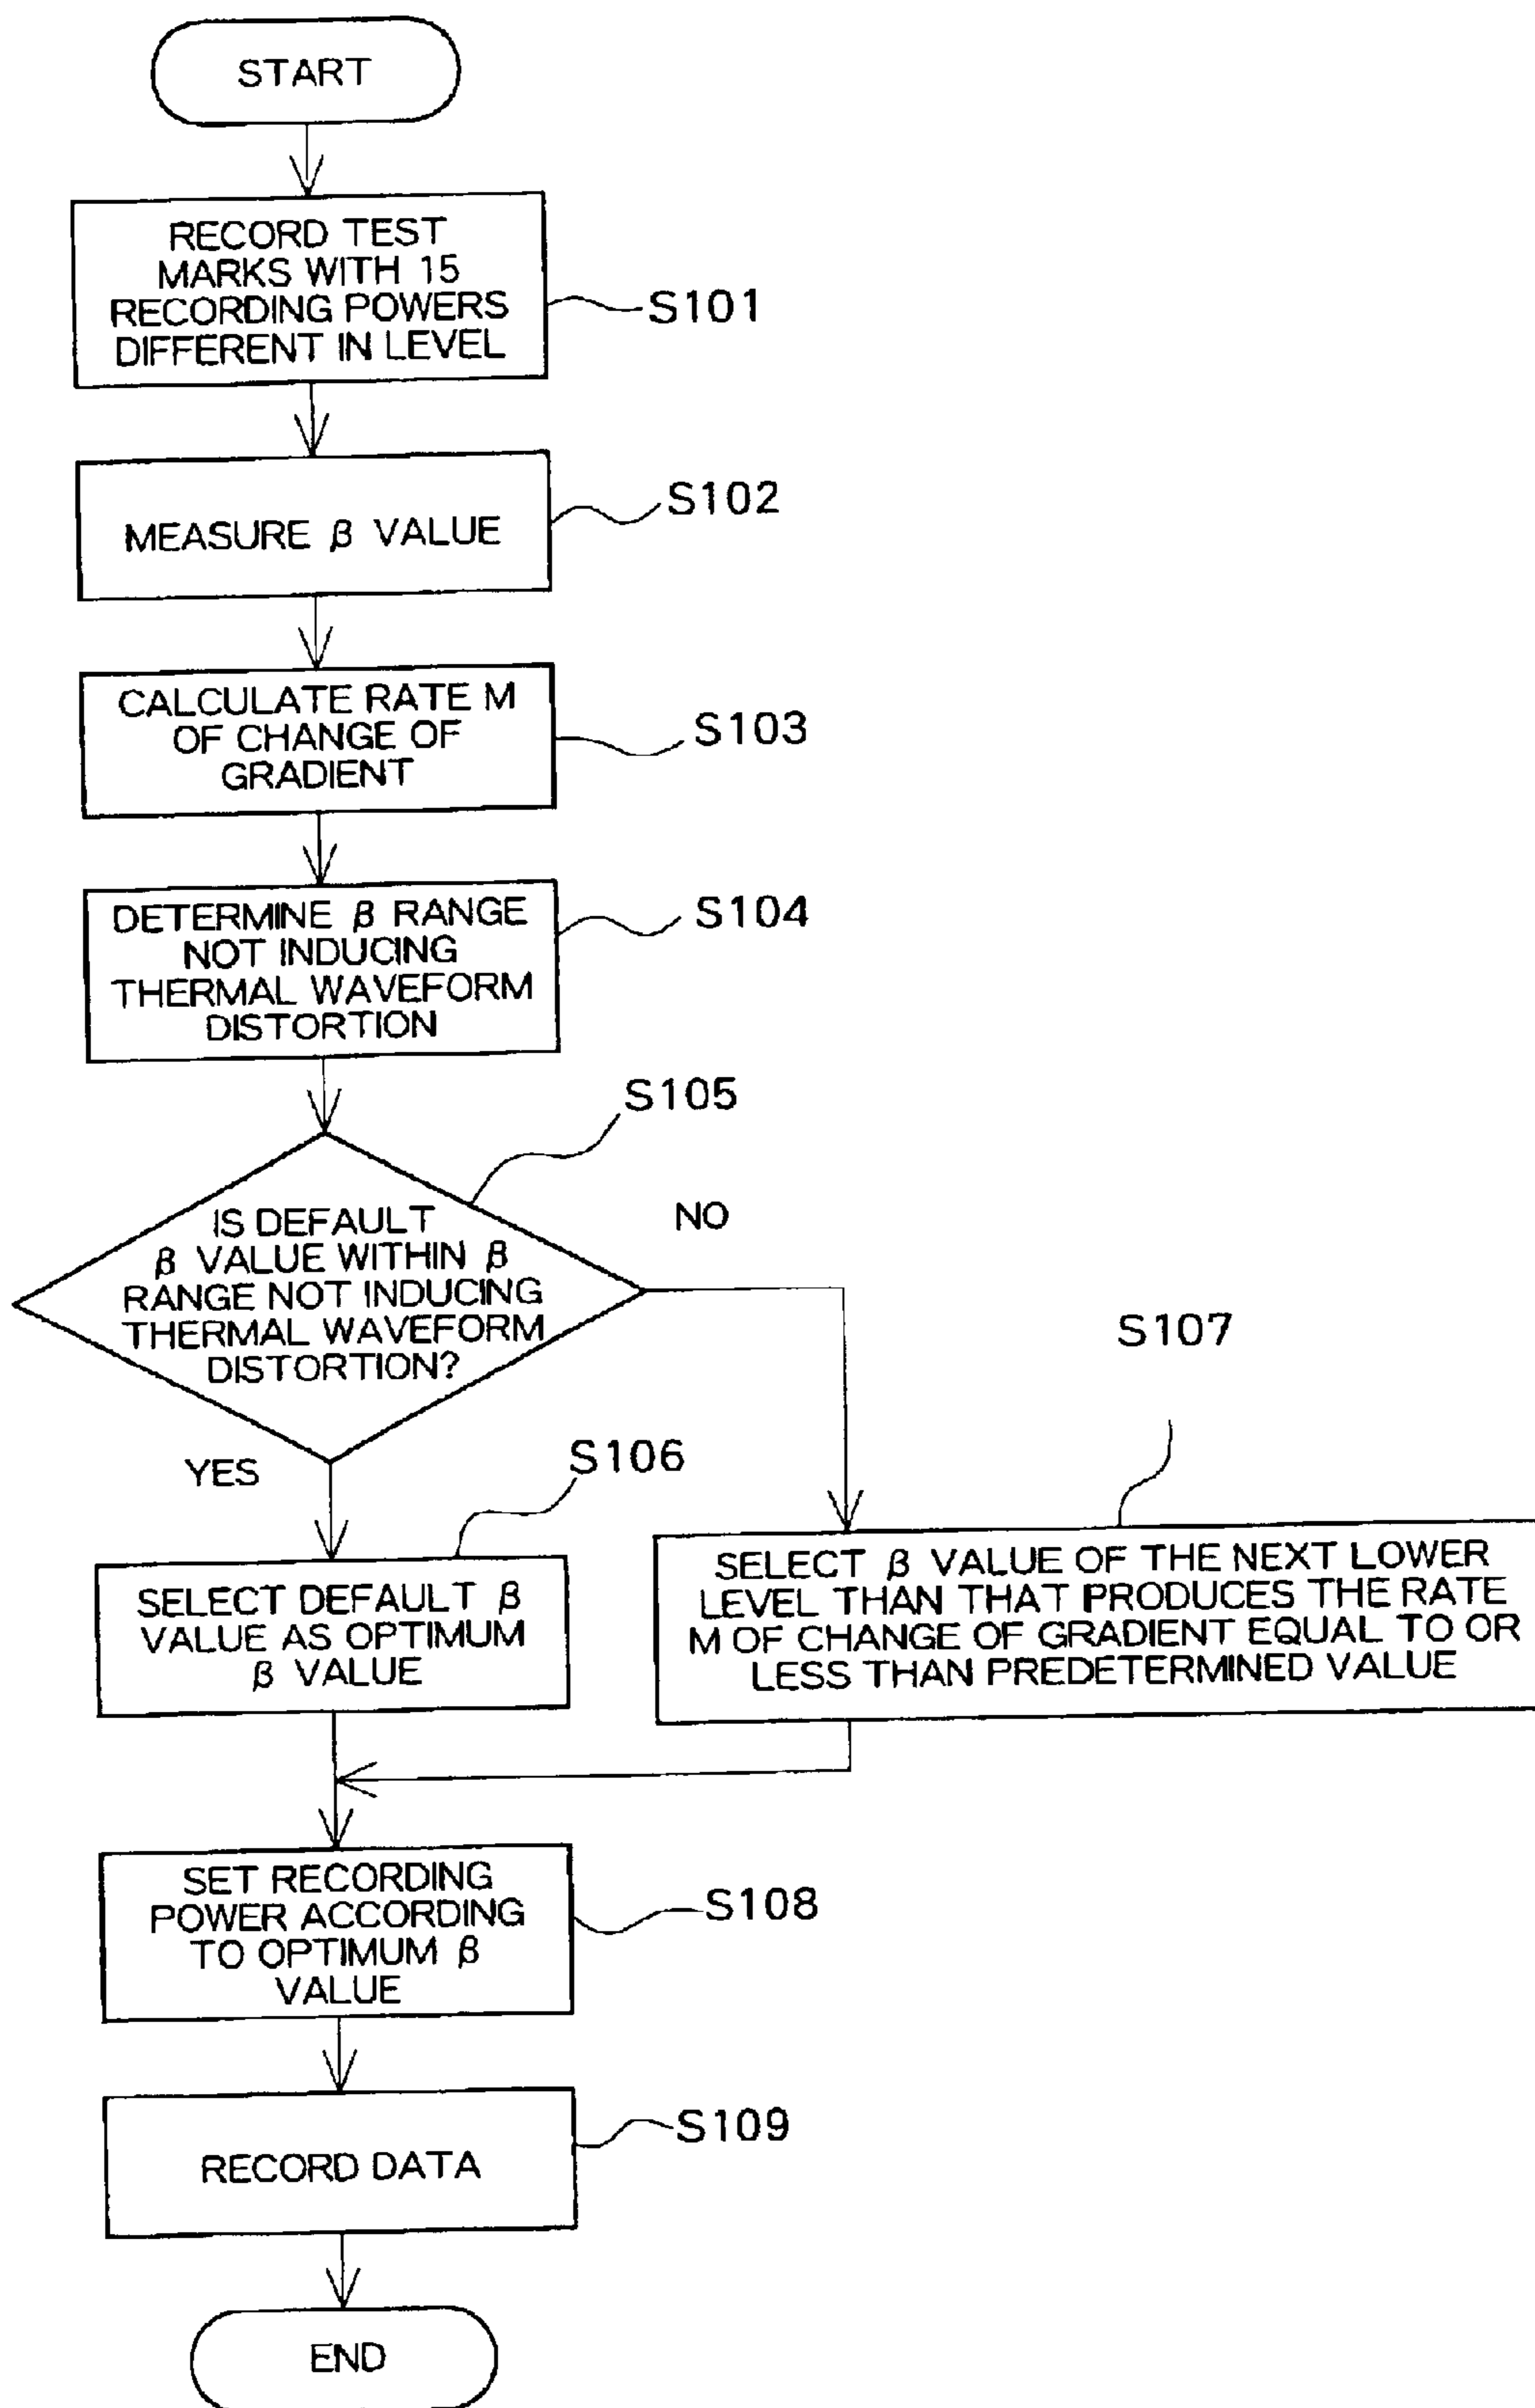 START
RECORD TEST
MARKS WITH 15
RECORDING POWERS
DIFFERENT IN LEVEL
S101
MEASURE β VALUE
S102
CALCULATE RATE M
OF CHANGE OF
GRADIENT
S103
DETERMINE β RANGE
NOT INDUCING
THERMAL WAVEFORM
DISTORTION
S104
S105
IS DEFAULT
β VALUE WITHIN β
RANGE NOT INDUCING
THERMAL WAVEFORM
DISTORTION?
NO
YES
S106
SELECT DEFAULT β
VALUE AS OPTIMUM
β VALUE
S107
SELECT β VALUE OF THE NEXT LOWER
LEVEL THAN THAT PRODUCES THE RATE
M OF CHANGE OF GRADIENT EQUAL TO OR
LESS THAN PREDETERMINED VALUE
SET RECORDING
POWER ACCORDING
TO OPTIMUM β
VALUE
S108
RECORD DATA
S109
END